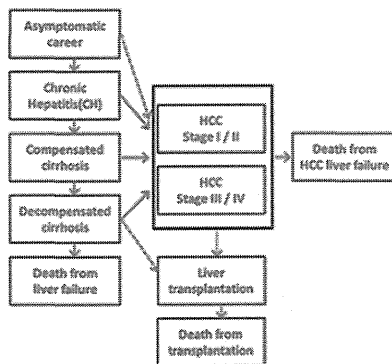 Asymptomatic
career
Chronic
Hepatitis(CH)
Compensated
cirrhosis
Decompensated
cirrhosis
Death from
liver failure
HCC
Stage I / II
HCC
Stage III / IV
Death from
HCC liver failure
Liver
transplantation
Death from
transplantation